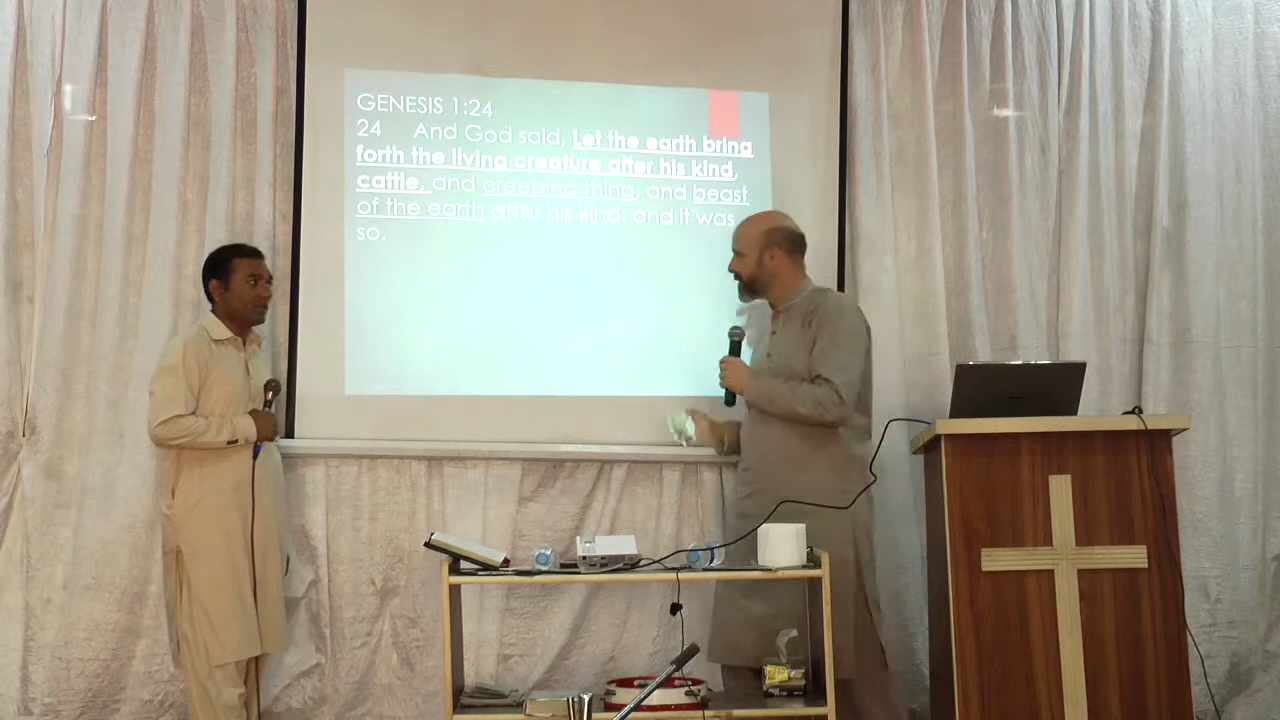 GENESIS 1:24
24 And God said, Let the earth bring
forth the living creature after his kind,
cattle, and creeping thing, and beast
of the earth after his kind: and it was
so.